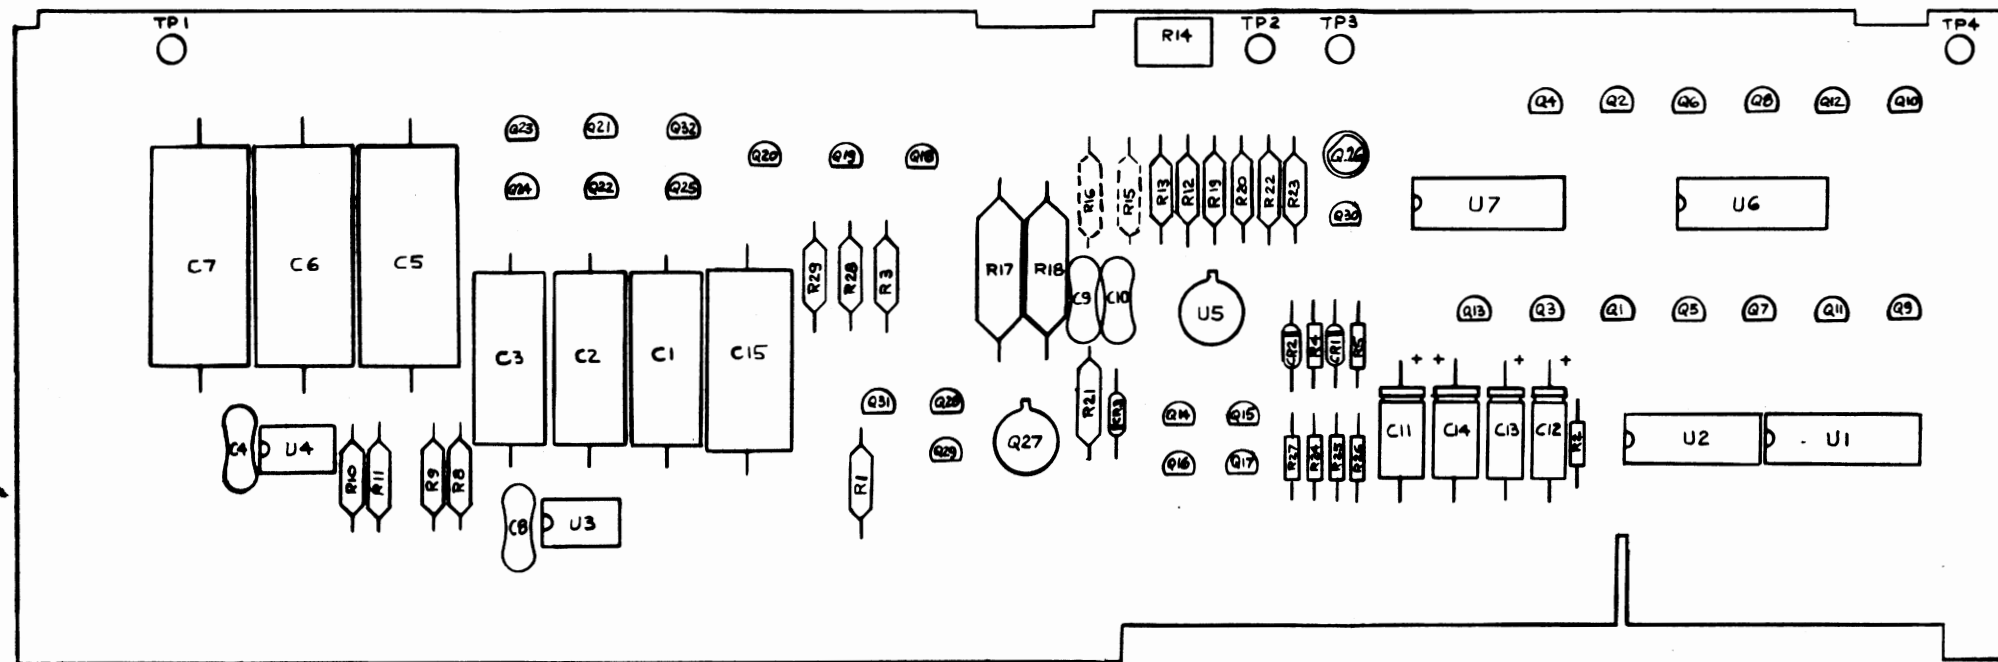 TP1 TP2 TP3 TP4
R14
Q4 Q2 Q6 Q8 Q12 Q10
Q23 Q21 Q32
Q20 Q19 Q18
Q26
Q24 Q22 Q25
R16 R15 R13 R12 R19 R20 R22 R23
Q30
U7 U6
C7 C6 C5
R29 R28 R3
R17 R18
C9 C10
U5
Q13 Q3 Q1 Q5 Q7 Q11 Q9
C3 C2 C1 C15
CR2 R4 CR1 R5
+ + + +
Q31 Q28
R21 CR3
Q14 Q15
C11 C14 C13 C12
R2
U2 U1
C4 U4
Q29 Q27
Q16 Q17
R27 R24 R25 R26
R10 R11 R9 R8
R1
C8 U3